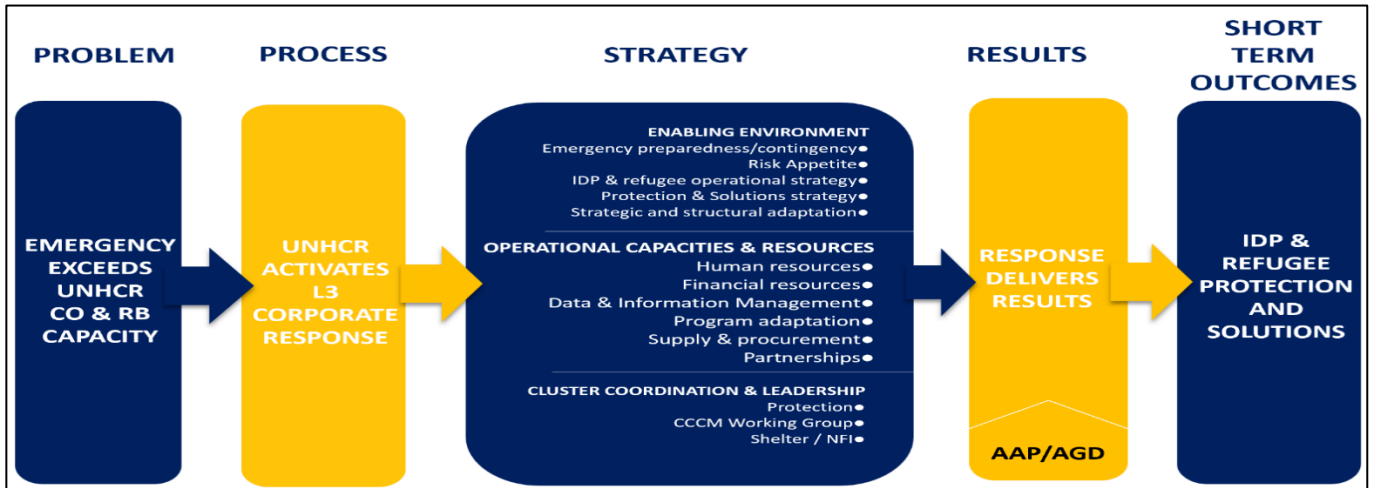 PROBLEM
PROCESS
STRATEGY
RESULTS
SHORT
TERM
OUTCOMES
EMERGENCY
EXCEEDS
UNHCR
CO & RB
CAPACITY
UNHCR
ACTIVATES
L3
CORPORATE
RESPONSE
ENABLING ENVIRONMENT
Emergency preparedness/contingency●
Risk Appetite●
IDP & refugee operational strategy●
Protection & Solutions strategy●
Strategic and structural adaptation●
OPERATIONAL CAPACITIES & RESOURCES
Human resources●
Financial resources●
Data & Information Management●
Program adaptation●
Supply & procurement●
Partnerships●
CLUSTER COORDINATION & LEADERSHIP
Protection●
CCCM Working Group●
Shelter / NFI●
RESPONSE
DELIVERS
RESULTS
AAP/AGD
IDP &
REFUGEE
PROTECTION
AND
SOLUTIONS